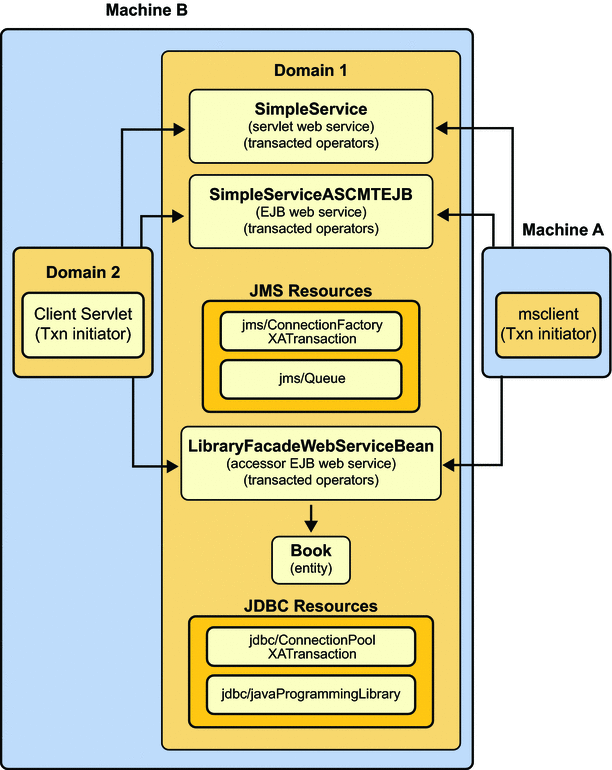 Machine B
Domain 1
SimpleService
(servlet web service)
(transacted operators)
SimpleServiceASCMTEJB
(EJB web service)
(transacted operators)
Machine A
Domain 2
Client Servlet
(Txn initiator)
msclient
(Txn initiator)
JMS Resources
jms/ConnectionFactory
XATransaction
jms/Queue
LibraryFacadeWebServiceBean
(accessor EJB web service)
(transacted operators)
Book
(entity)
JDBC Resources
jdbc/ConnectionPool
XATransaction
jdbc/javaProgrammingLibrary